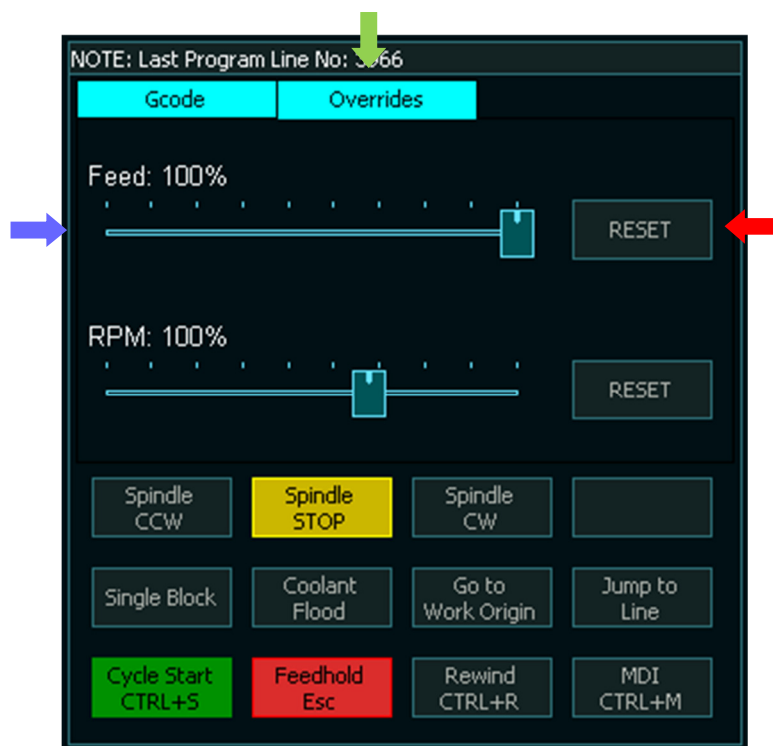 NOTE: Last Program Line No:
Gcode
Overrides
Feed: 100%
RESET
RPM: 100%
RESET
Spindle
CCW
Spindle
STOP
Spindle
CW
Single Block
Coolant
Flood
Go to
Work Origin
Jump to
Line
Cycle Start
CTRL+S
Feedhold
Esc
Rewind
CTRL+R
MDI
CTRL+M